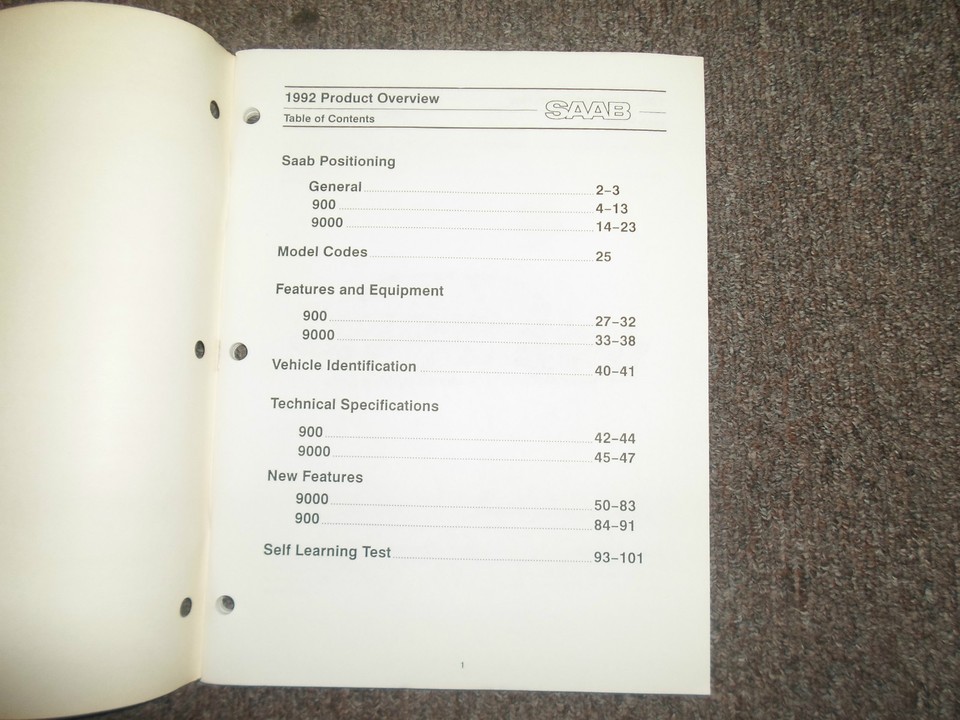 1992 Product Overview
SAAB
Table of Contents
Saab Positioning
General 2–3
900 4–13
9000 14–23
Model Codes 25
Features and Equipment
900 27–32
9000 33–38
Vehicle Identification 40–41
Technical Specifications
900 42–44
9000 45–47
New Features
9000 50–83
900 84–91
Self Learning Test 93–101
1